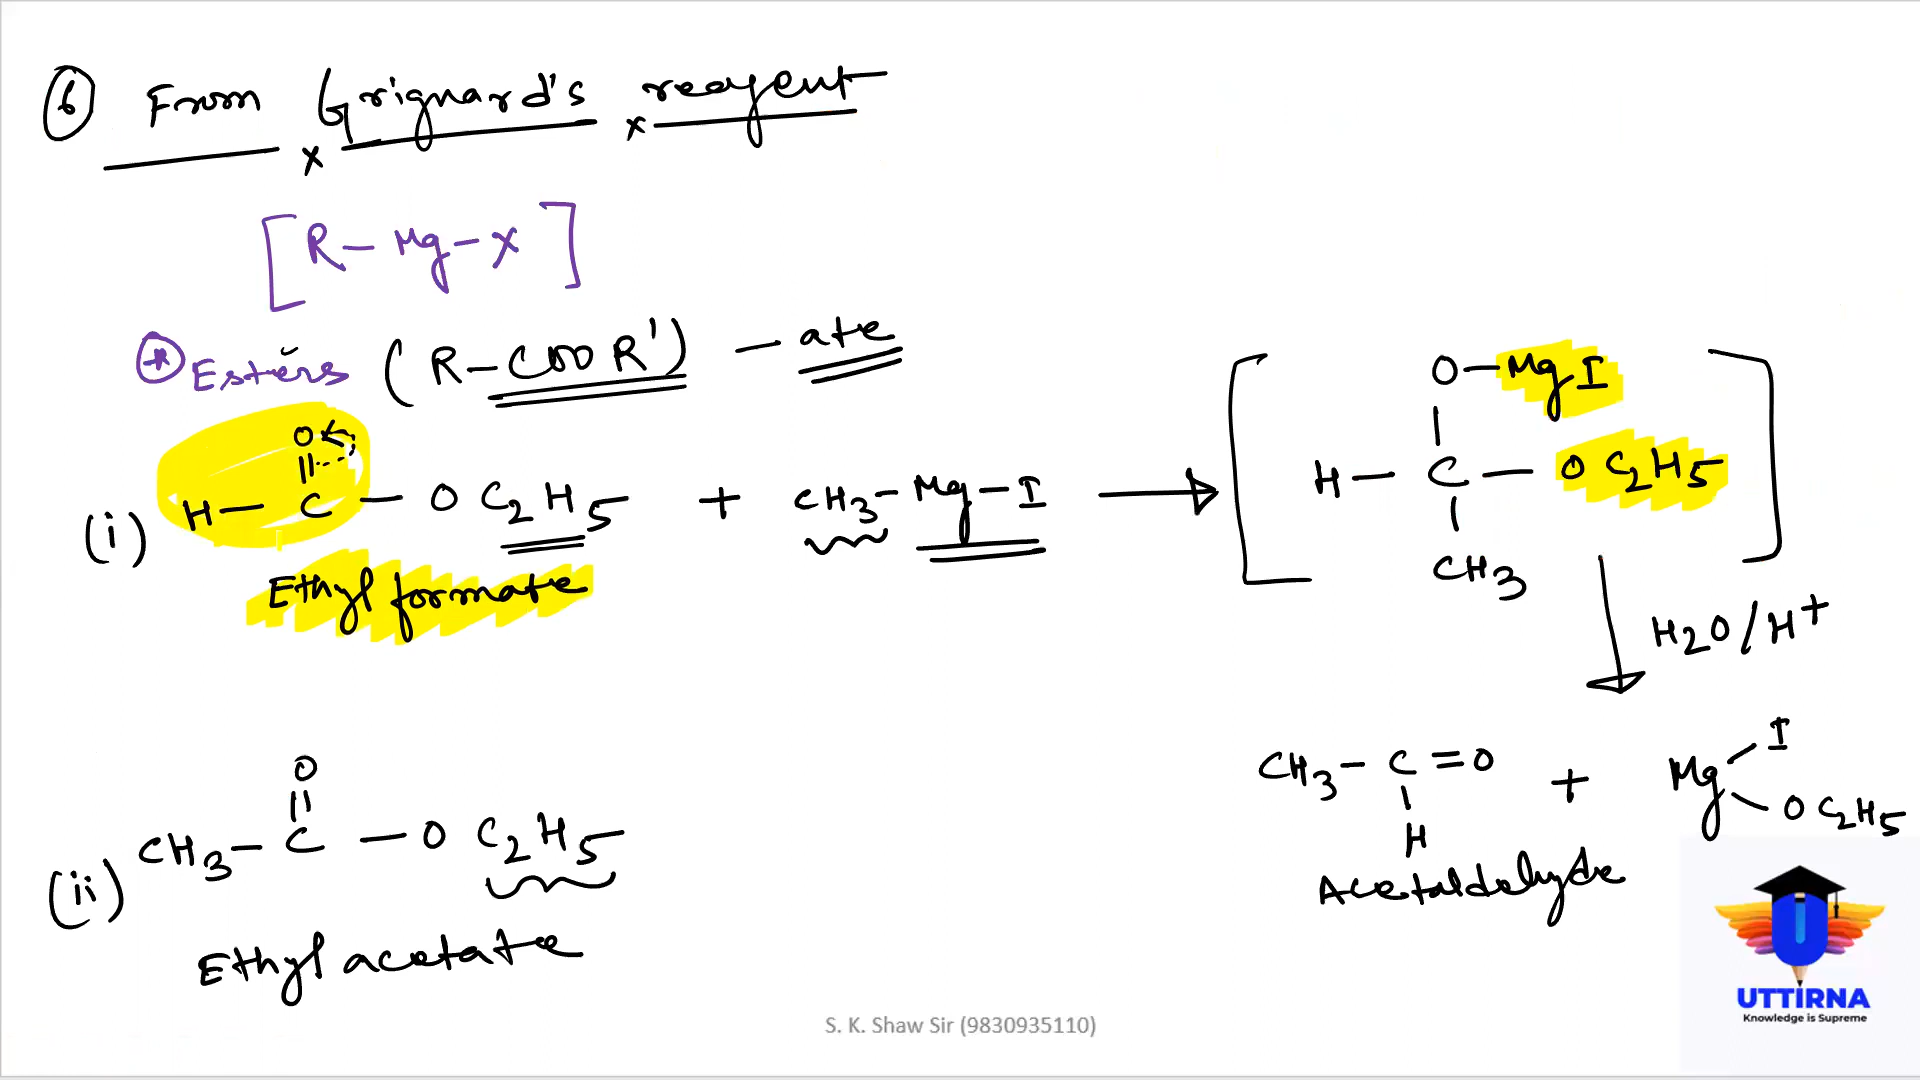 6 From Grignard's reagent
[R-Mg-X]
* Esters (R-COOR') - ate
(i) H-C(=O)-OC2H5 + CH3-Mg-I → [H-C(O-MgI)(CH3)-OC2H5]
Ethyl formate
H2O/H+
CH3-C(H)=O + Mg(I)(OC2H5)
Acetaldehyde
(ii) CH3-C(=O)-OC2H5
Ethyl acetate
S. K. Shaw Sir (9830935110)
U
UTTIRNA
Knowledge is Supreme